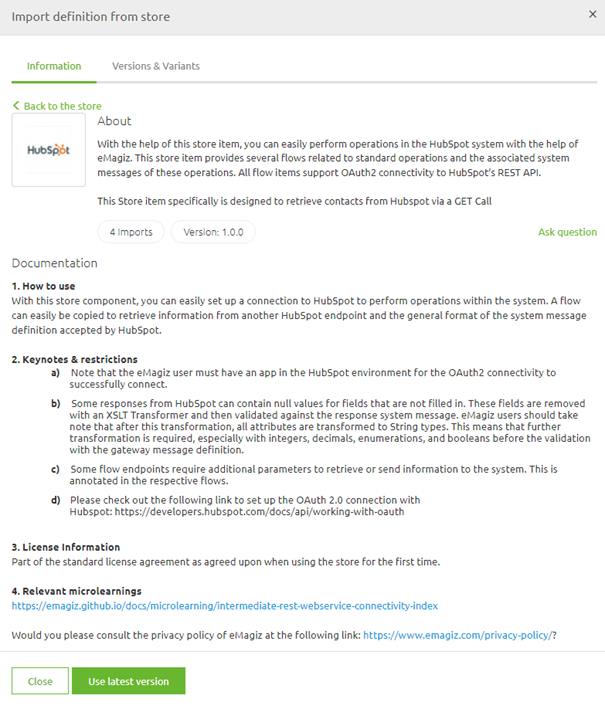 Import definition from store
×
Information
Versions & Variants
Back to the store
HubSpot
About
With the help of this store item, you can easily perform operations in the HubSpot system with the help of
eMagiz. This store item provides several flows related to standard operations and the associated system
messages of these operations. All flow items support OAuth2 connectivity to HubSpot's REST API.
This Store item specifically is designed to retrieve contacts from Hubspot via a GET Call
4 Imports
Version: 1.0.0
Ask question
Documentation
1. How to use
With this store component, you can easily set up a connection to HubSpot to perform operations within the system. A flow
can easily be copied to retrieve information from another HubSpot endpoint and the general format of the system message
definition accepted by HubSpot.
2. Keynotes & restrictions
a) Note that the eMagiz user must have an app in the HubSpot environment for the OAuth2 connectivity to
successfully connect.
b) Some responses from HubSpot can contain null values for fields that are not filled in. These fields are removed
with an XSLT Transformer and then validated against the response system message. eMagiz users should take
note that after this transformation, all attributes are transformed to String types. This means that further
transformation is required, especially with integers, decimals, enumerations, and booleans before the validation
with the gateway message definition.
c) Some flow endpoints require additional parameters to retrieve or send information to the system. This is
annotated in the respective flows.
d) Please check out the following link to set up the OAuth 2.0 connection with
Hubspot: https://developers.hubspot.com/docs/api/working-with-oauth
3. License Information
Part of the standard license agreement as agreed upon when using the store for the first time.
4. Relevant microlearnings
https://emagiz.github.io/docs/microlearning/intermediate-rest-webservice-connectivity-index
Would you please consult the privacy policy of eMagiz at the following link: https://www.emagiz.com/privacy-policy/?
Close
Use latest version